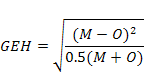 GEH = √((M − O)² / 0.5(M + O))